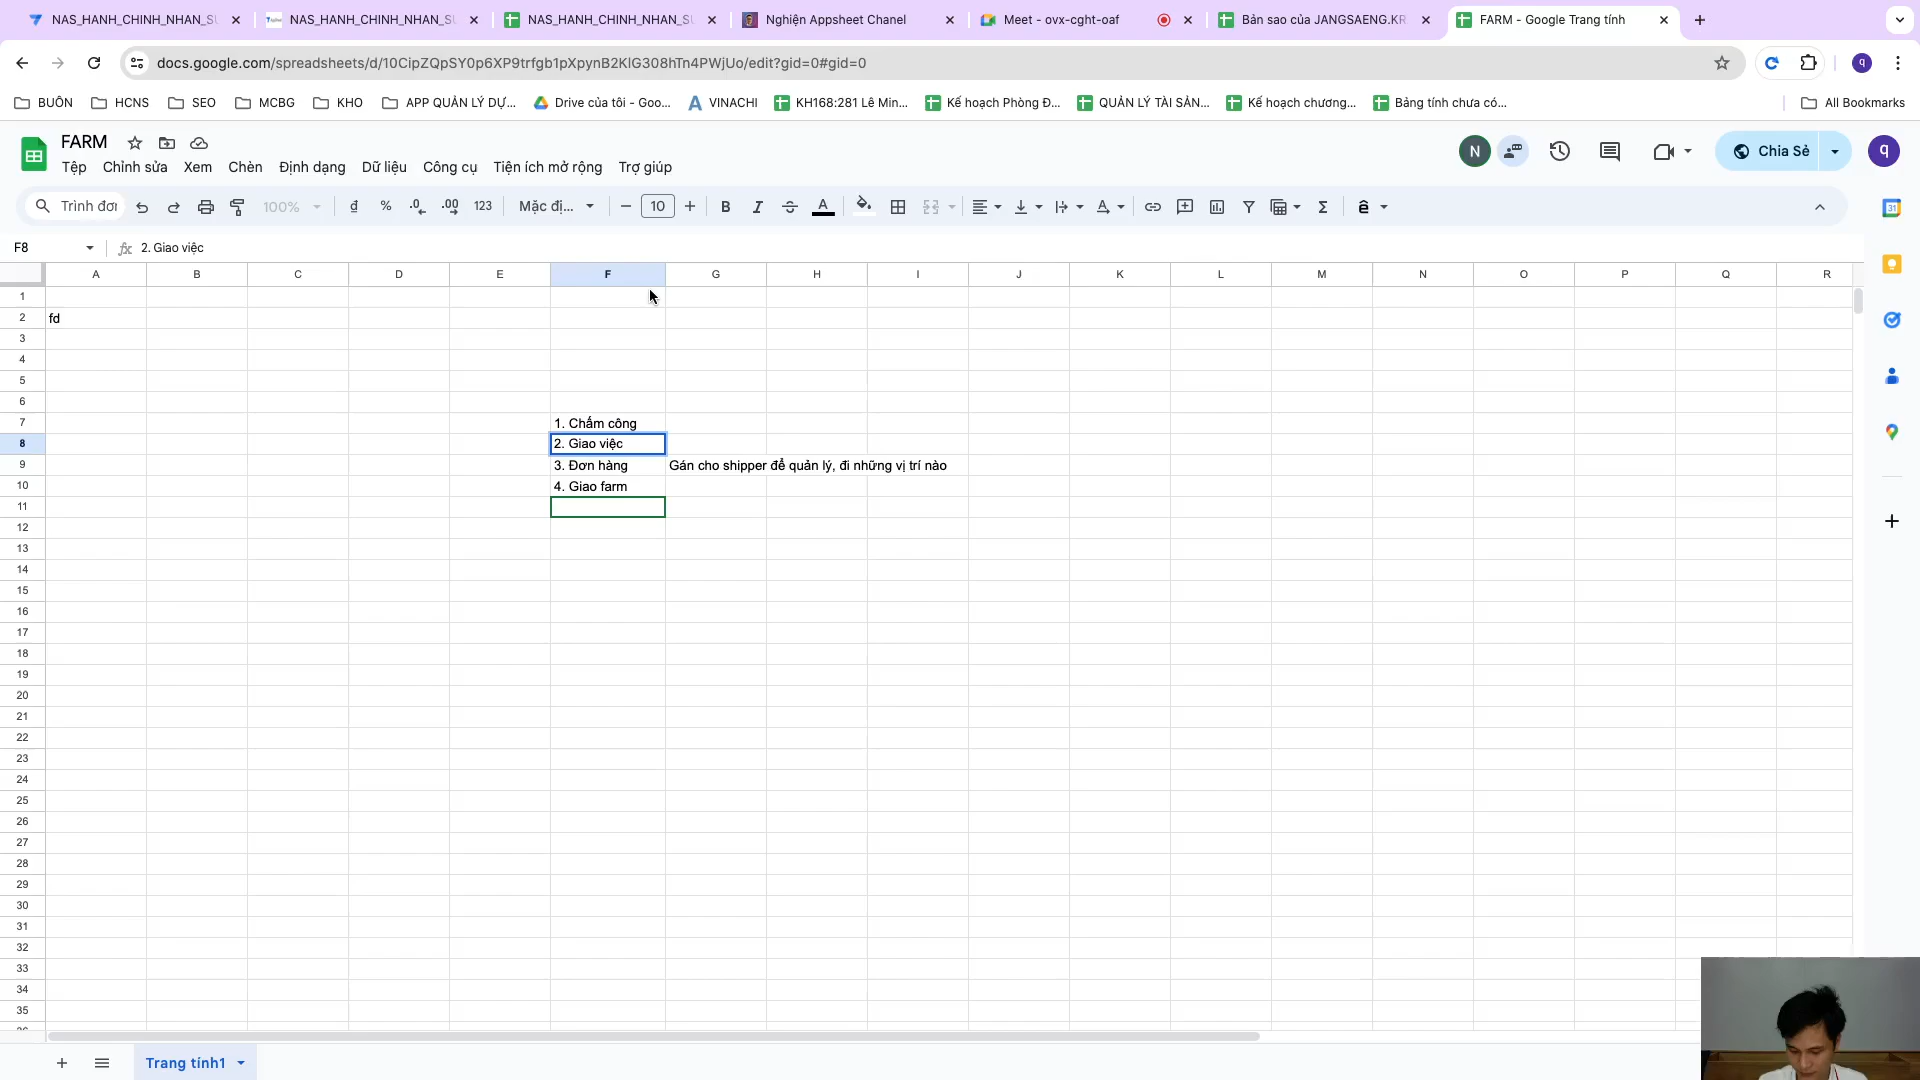 NAS_HANH_CHINH_NHAN_SU
NAS_HANH_CHINH_NHAN_SU
NAS_HANH_CHINH_NHAN_SU
Nghiện Appsheet Chanel
Meet - ovx-cght-oaf
Bản sao của JANGSAENG.KR
FARM - Google Trang tính
docs.google.com/spreadsheets/d/10CipZQpSY0p6XP9trfgb1pXpynB2KlG308hTn4PWjUo/edit?gid=0#gid=0
q
BUÔN
HCNS
SEO
MCBG
KHO
APP QUẢN LÝ DỰ...
Drive của tôi - Goo...
VINACHI
KH168:281 Lê Min...
Kế hoạch Phòng Đ...
QUẢN LÝ TÀI SẢN...
Kế hoạch chương...
Bảng tính chưa có...
All Bookmarks
FARM
Tệp Chỉnh sửa Xem Chèn Định dạng Dữ liệu Công cụ Tiện ích mở rộng Trợ giúp
N
Chia Sẻ
q
Trình đơn 100% đ % .0 .00 123 Mặc đị... 10 B I A
31
F8
fx 2. Giao việc
A B C D E F G H I J K L M N O P Q R
1
2 fd
3
4
5
6
7 1. Chấm công
8 2. Giao việc
9 3. Đơn hàng Gán cho shipper để quản lý, đi những vị trí nào
10 4. Giao farm
11
12
13
14
15
16
17
18
19
20
21
22
23
24
25
26
27
28
29
30
31
32
33
34
35
Trang tính1